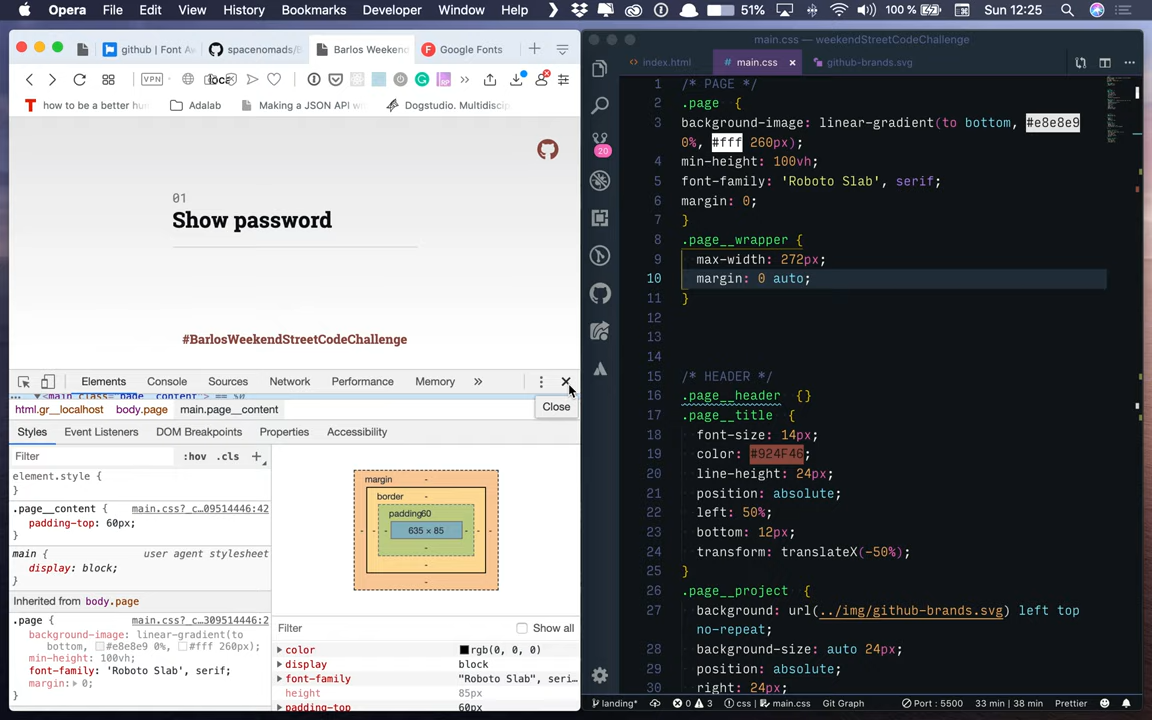 Opera File Edit View History Bookmarks Developer Window Help 51% 100 % Sun 12:25
github | Font Aw
spacenomads/B
Barlos Weekend
Google Fonts
main.css — weekendStreetCodeChallenge
index.html main.css × github-brands.svg
VPN
how to be a better hum Adalab Making a JSON API wi Dogstudio. Multidiscip
01
Show password
#BarlosWeekendStreetCodeChallenge
Elements Console Sources Network Performance Memory »
Close
<main class="page__content"> == $0
html.gr__localhost body.page main.page__content
Styles Event Listeners DOM Breakpoints Properties Accessibility
Filter :hov .cls +
element.style {
}
.page__content { main.css?_c…09514446:42
padding-top: 60px;
}
main { user agent stylesheet
display: block;
}
Inherited from body.page
.page { main.css?_c…309514446:2
background-image: linear-gradient(to
bottom, #e8e8e9 0%, #fff 260px);
min-height: 100vh;
font-family: 'Roboto Slab', serif;
margin: 0;
}
margin -
border -
padding60
635 × 85
-
-
-
Filter Show all
color rgb(0, 0, 0)
display block
font-family "Roboto Slab", seri…
height 85px
padding-top 60px
1 /* PAGE */
2 .page {
3 background-image: linear-gradient(to bottom, #e8e8e9
0%, #fff 260px);
4 min-height: 100vh;
5 font-family: 'Roboto Slab', serif;
6 margin: 0;
7 }
8 .page__wrapper {
9 max-width: 272px;
10 margin: 0 auto;
11 }
12
13
14
15 /* HEADER */
16 .page__header {}
17 .page__title {
18 font-size: 14px;
19 color: #924F46;
20 line-height: 24px;
21 position: absolute;
22 left: 50%;
23 bottom: 12px;
24 transform: translateX(-50%);
25 }
26 .page__project {
27 background: url(../img/github-brands.svg) left top
no-repeat;
28 background-size: auto 24px;
29 position: absolute;
30 right: 24px;
20
landing* 0 3 css main.css Git Graph Port : 5500 33 min | 38 min Prettier